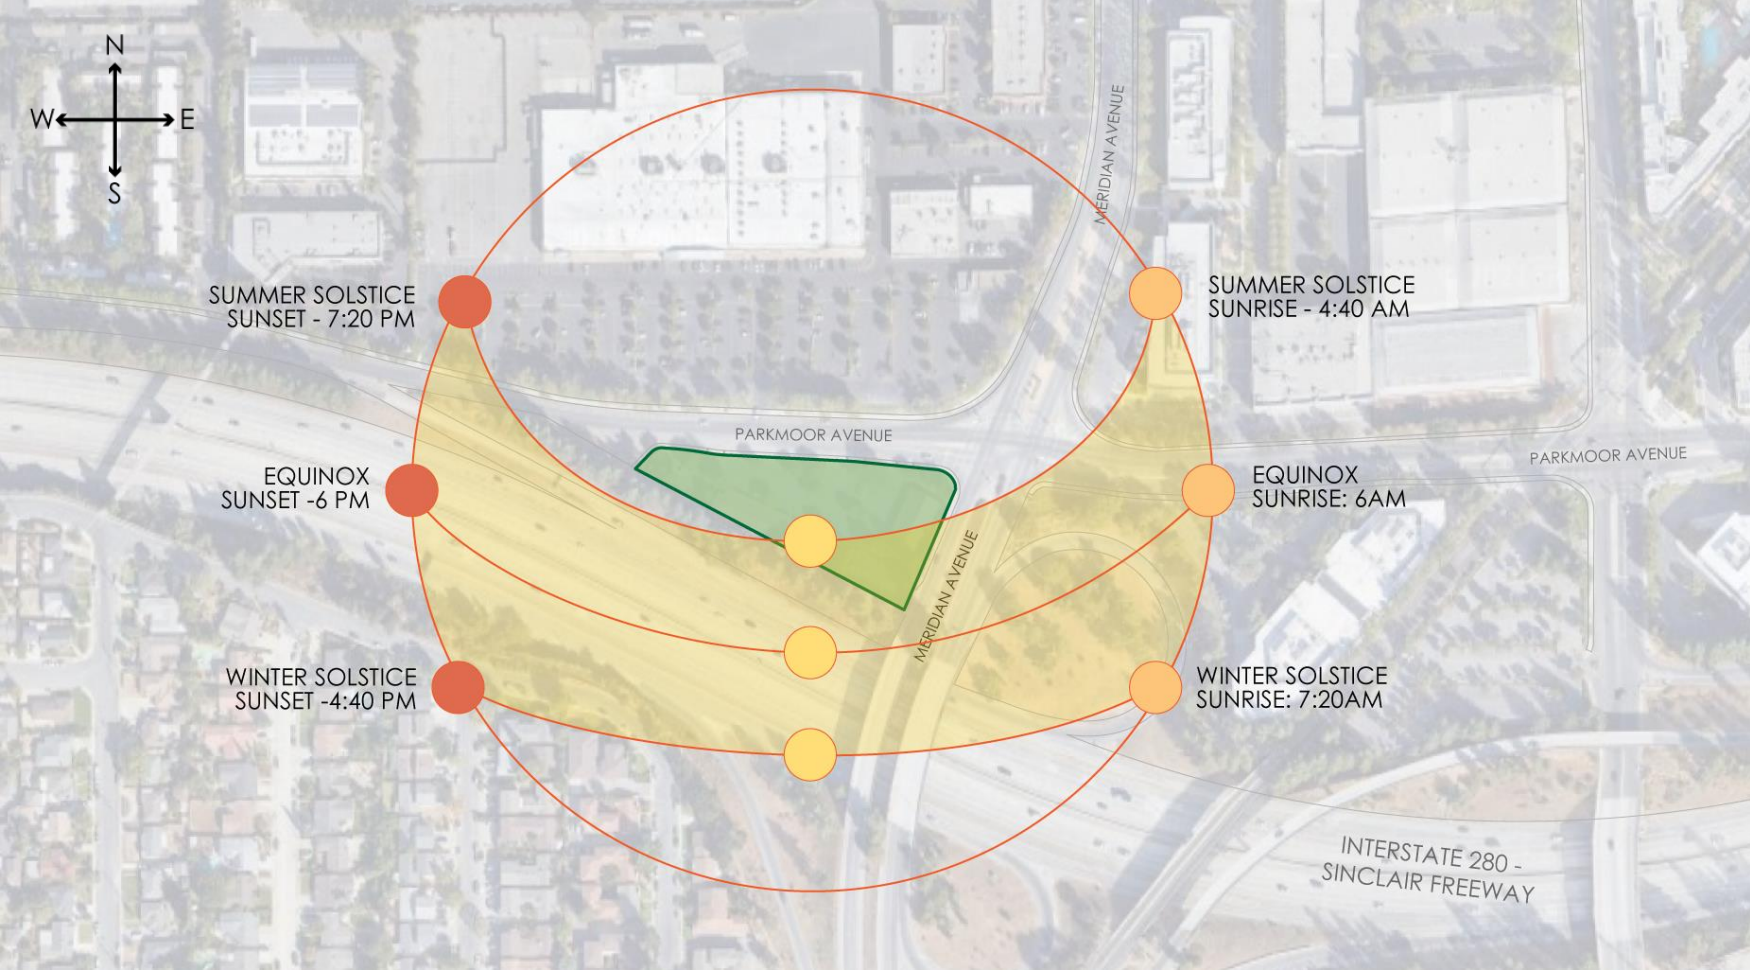 N
W
E
S
MERIDIAN AVENUE
SUMMER SOLSTICE
SUNSET - 7:20 PM
SUMMER SOLSTICE
SUNRISE - 4:40 AM
PARKMOOR AVENUE
PARKMOOR AVENUE
EQUINOX
SUNSET -6 PM
EQUINOX
SUNRISE: 6AM
MERIDIAN AVENUE
WINTER SOLSTICE
SUNSET -4:40 PM
WINTER SOLSTICE
SUNRISE: 7:20AM
INTERSTATE 280 -
SINCLAIR FREEWAY